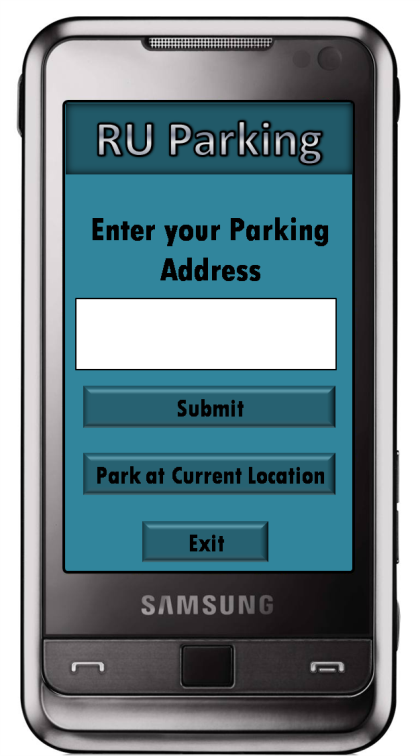 RU Parking
Enter your Parking
Address
Submit
Park at Current Location
Exit
SAMSUNG